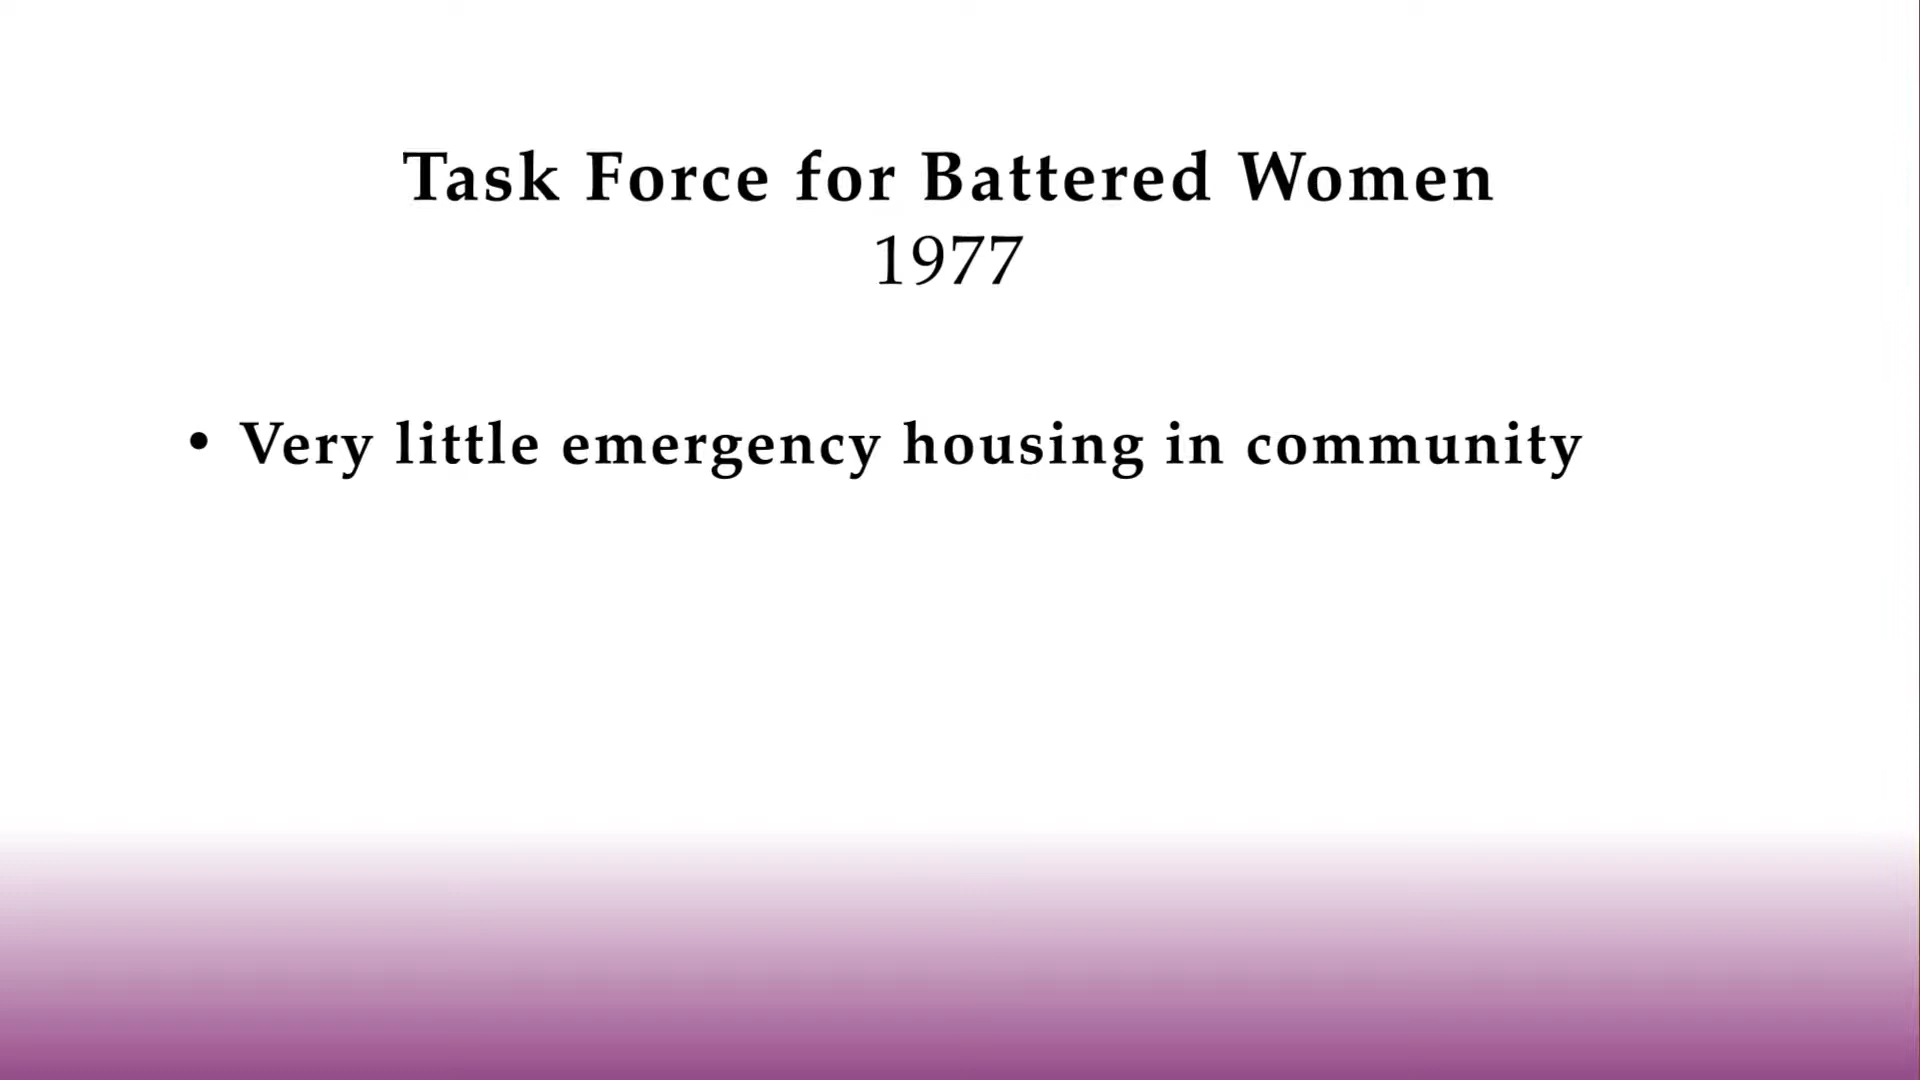 Task Force for Battered Women
1977
• Very little emergency housing in community